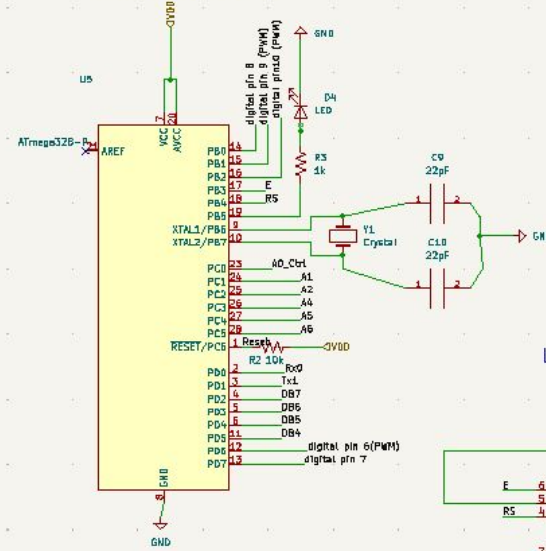 VDD
GND
U5
digital pin 8
digital pin 9 (PWM)
digital pin10 (PWM)
D4
LED
ATmega328-P
21
AREF
7
20
VCC
AVCC
PB0
14
PB1
15
PB2
16
PB3
17
E
PB4
18
RS
PB5
19
XTAL1/PB6
9
XTAL2/PB7
10
R3
1k
Y1
Crystal
C9
22pF
1
2
C10
22pF
1
2
GN
PC0
23
A0_Ctrl
PC1
24
A1
PC2
25
A2
PC3
26
A4
PC4
27
A5
PC5
28
A6
RESET/PC6
1
Reset
R2 10k
VDD
PD0
2
Rx0
PD1
3
Tx1
PD2
4
DB7
PD3
5
DB6
PD4
6
DB5
PD5
11
DB4
PD6
12
digital pin 6(PWM)
PD7
13
digital pin 7
GND
8
GND
E
6
5
RS
4